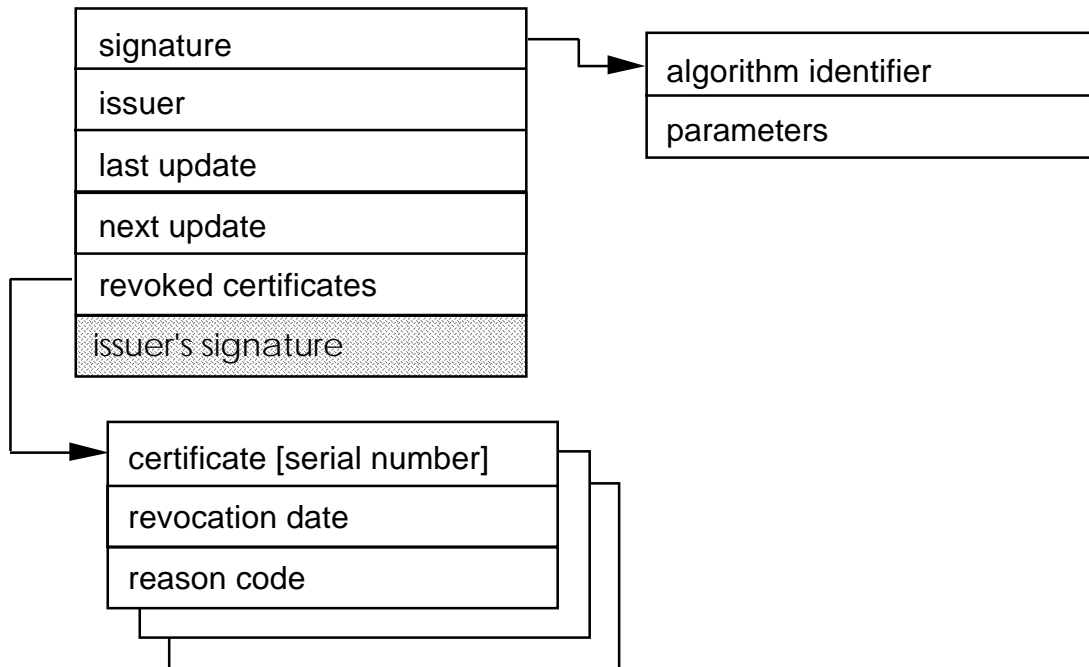 signature
issuer
last update
next update
revoked certificates
issuer's signature
algorithm identifier
parameters
certificate [serial number]
revocation date
reason code